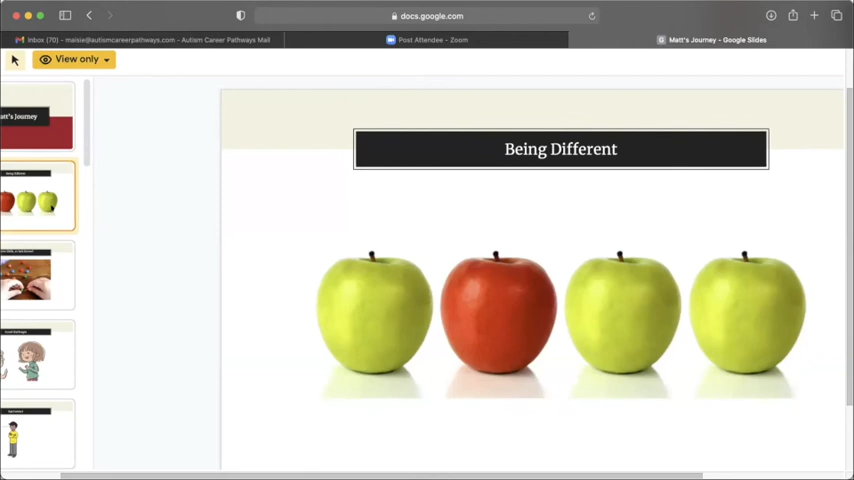 docs.google.com
Inbox (70) - maisie@autismcareerpathways.com - Autism Career Pathways Mail
Post Attendee - Zoom
Matt's Journey - Google Slides
View only
att's Journey
Being Different
Being Different